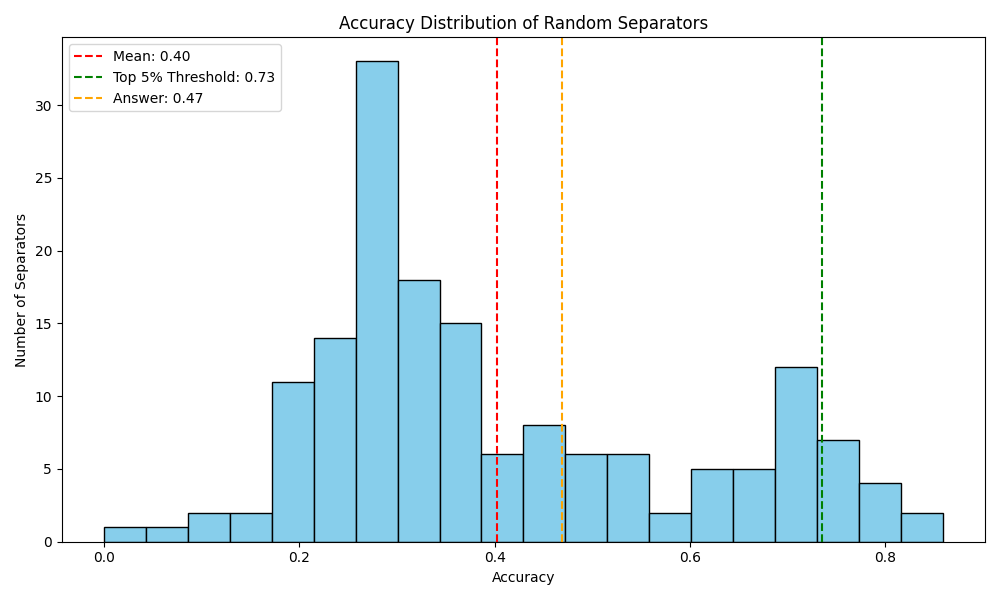 Accuracy Distribution of Random Separators
Mean: 0.40
Top 5% Threshold: 0.73
Answer: 0.47
Number of Separators
30
25
20
15
10
5
0
0.0 0.2 0.4 0.6 0.8
Accuracy